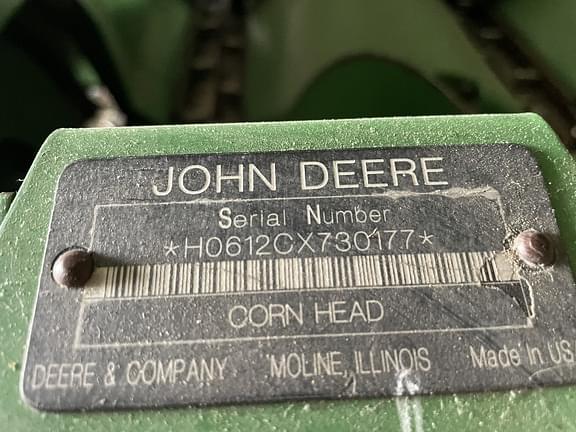 JOHN DEERE
Serial Number
*H0612CX730177*
CORN HEAD
DEERE & COMPANY MOLINE, ILLINOIS Made In US